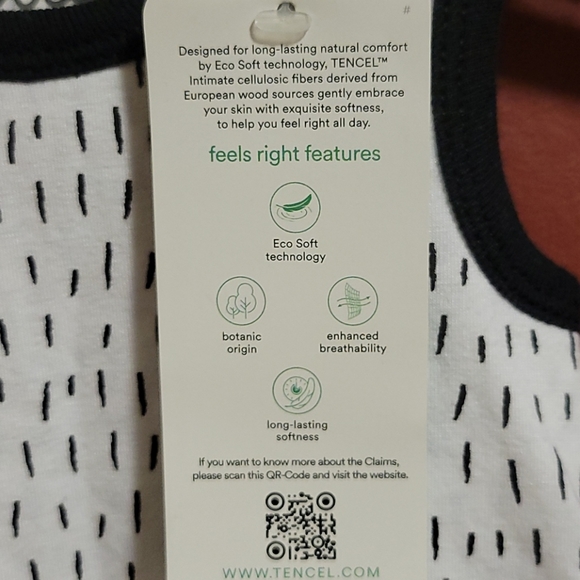 #
Designed for long-lasting natural comfort
by Eco Soft technology, TENCEL™
Intimate cellulosic fibers derived from
European wood sources gently embrace
your skin with exquisite softness,
to help you feel right all day.
feels right features
Eco Soft
technology
botanic
origin
enhanced
breathability
long-lasting
softness
If you want to know more about the Claims,
please scan this QR-Code and visit the website.
WWW.TENCEL.COM